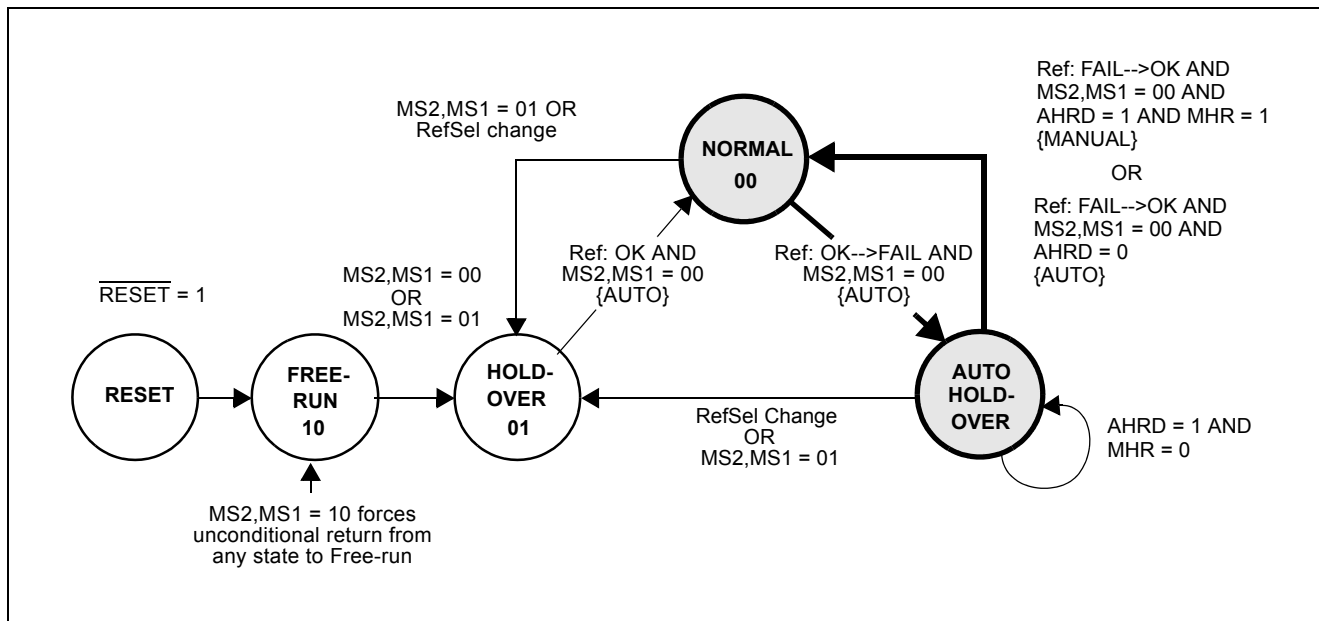 Ref: FAIL-->OK AND
MS2,MS1 = 00 AND
AHRD = 1 AND MHR = 1
{MANUAL}
OR
Ref: FAIL-->OK AND
MS2,MS1 = 00 AND
AHRD = 0
{AUTO}
MS2,MS1 = 01 OR
RefSel change
NORMAL
00
Ref: OK AND
MS2,MS1 = 00
{AUTO}
Ref: OK-->FAIL AND
MS2,MS1 = 00
{AUTO}
MS2,MS1 = 00
OR
MS2,MS1 = 01
RESET = 1
RESET
FREE-
RUN
10
HOLD-
OVER
01
AUTO
HOLD-
OVER
RefSel Change
OR
MS2,MS1 = 01
AHRD = 1 AND
MHR = 0
MS2,MS1 = 10 forces
unconditional return from
any state to Free-run